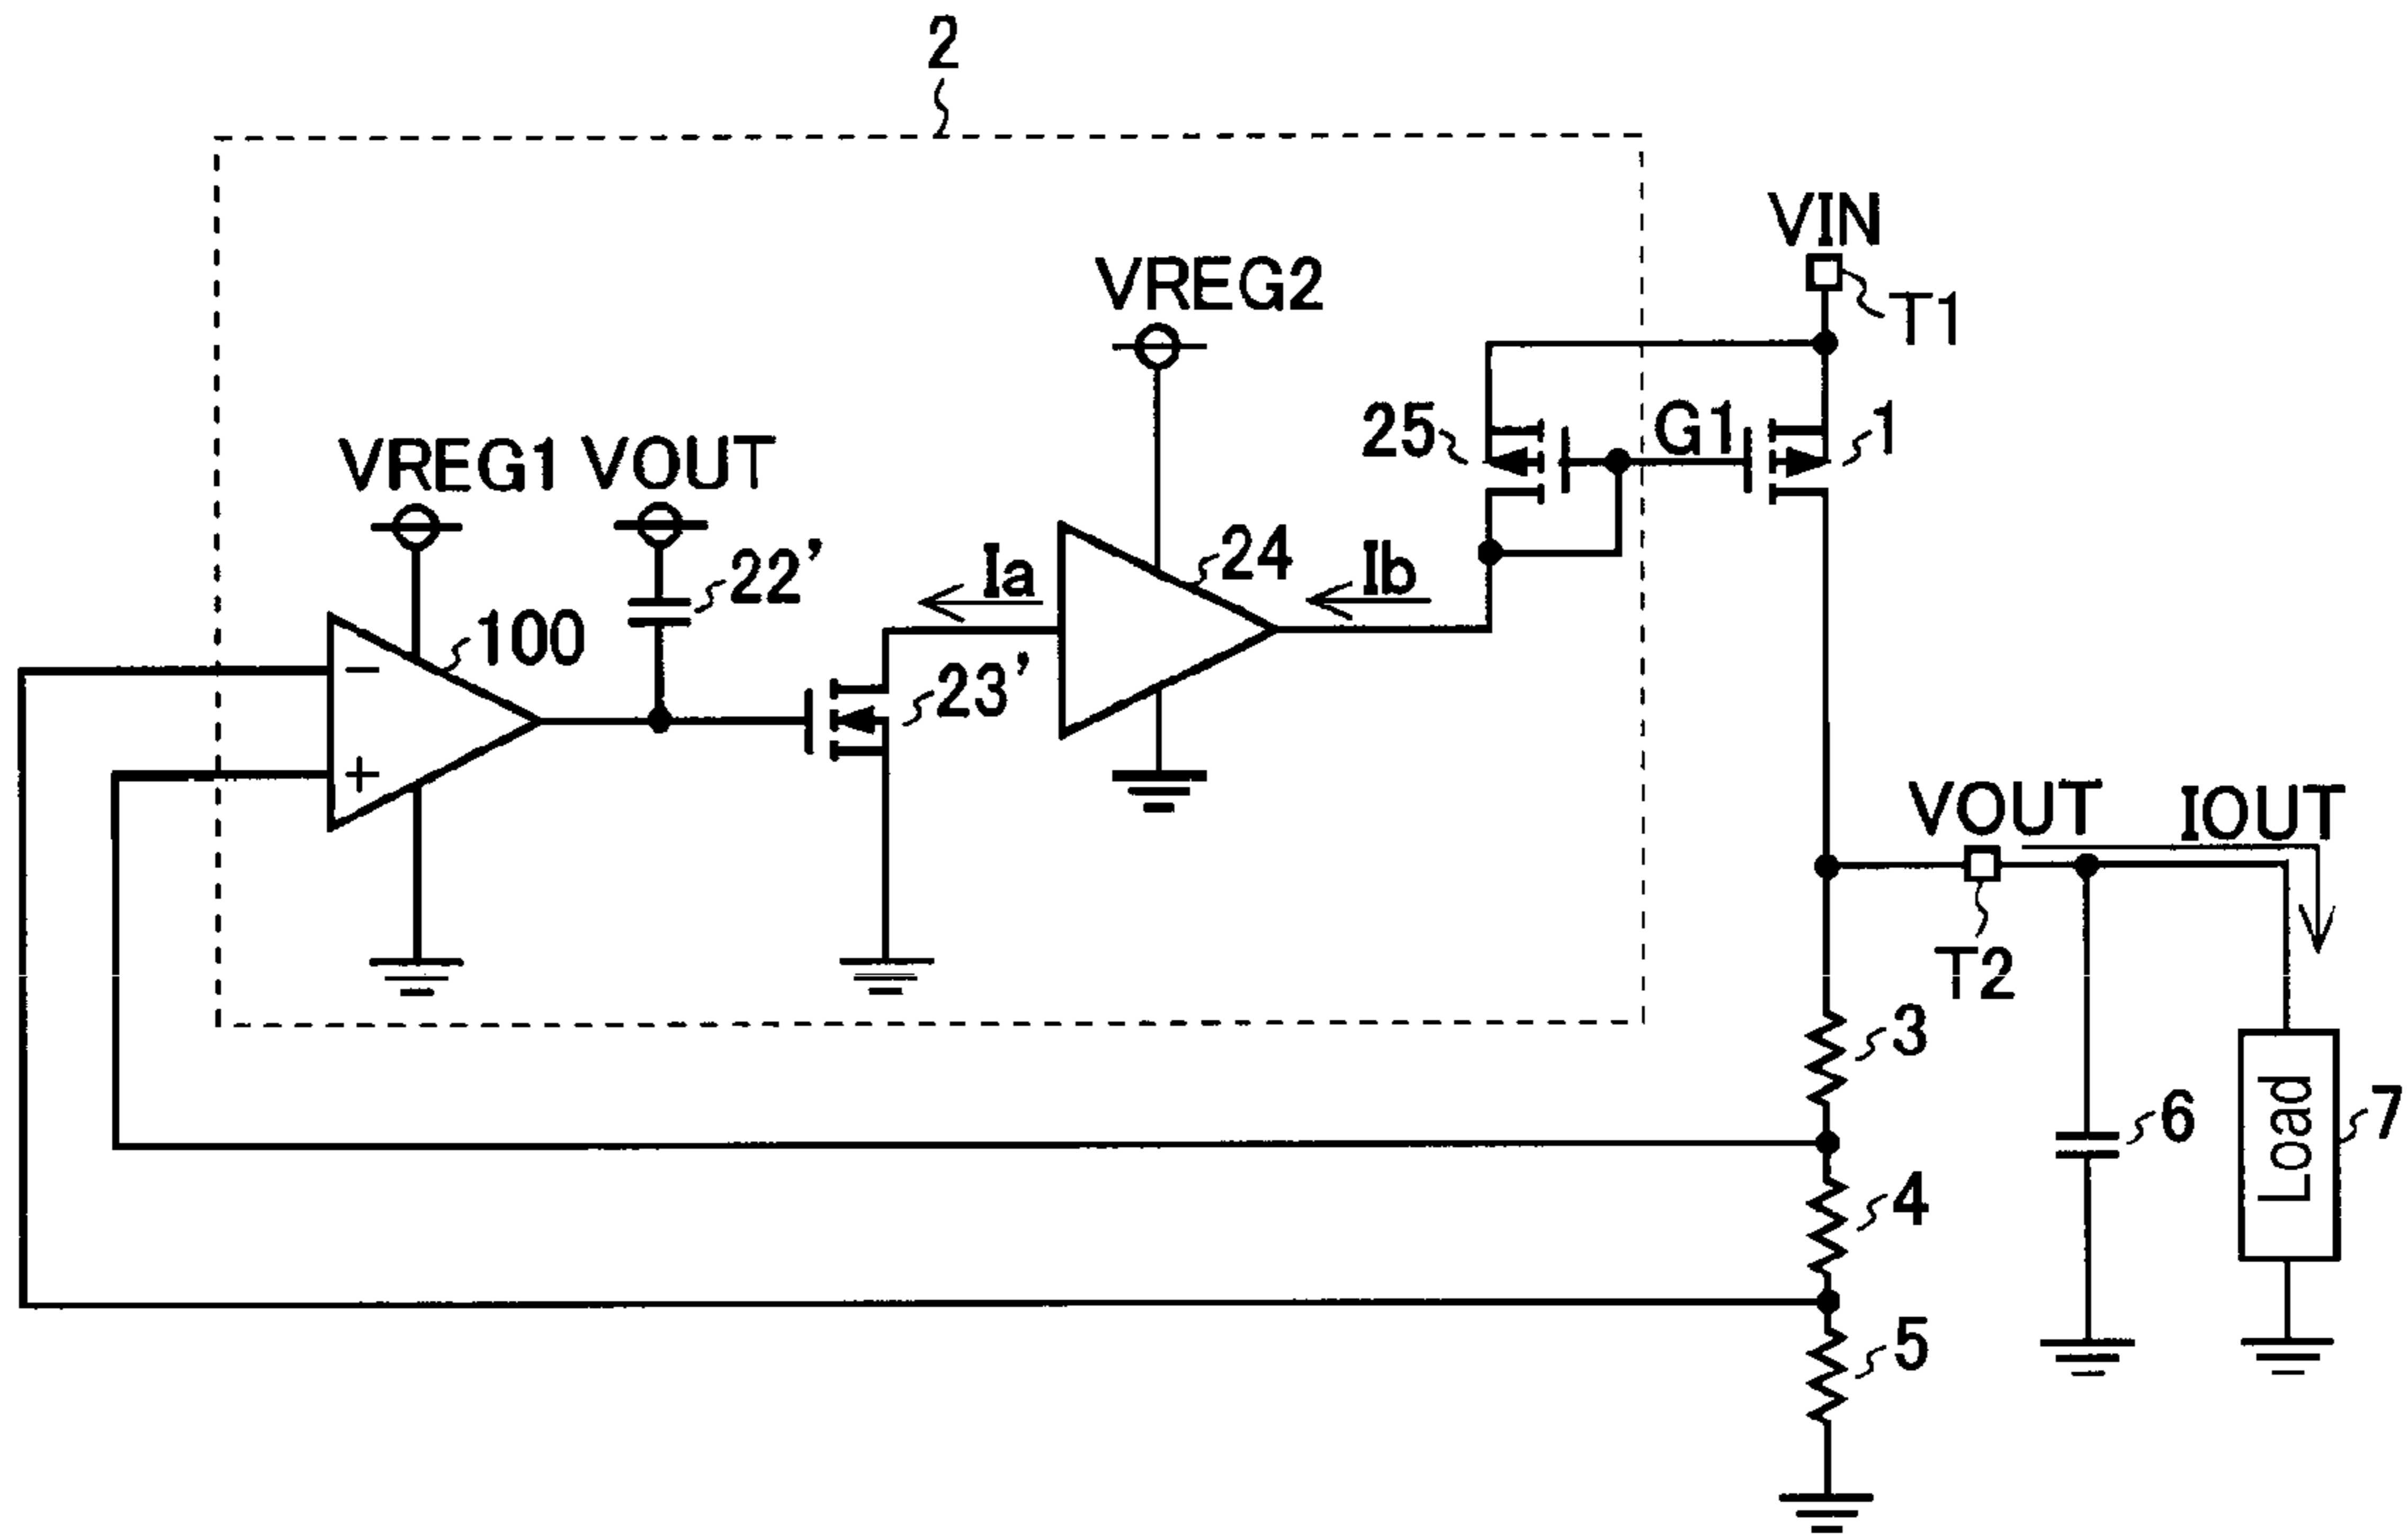 2
VIN
T1
VREG2
25
G1
1
VREG1
VOUT
22'
Ia
24
Ib
100
23'
−
+
VOUT
IOUT
T2
3
6
Load
7
4
5